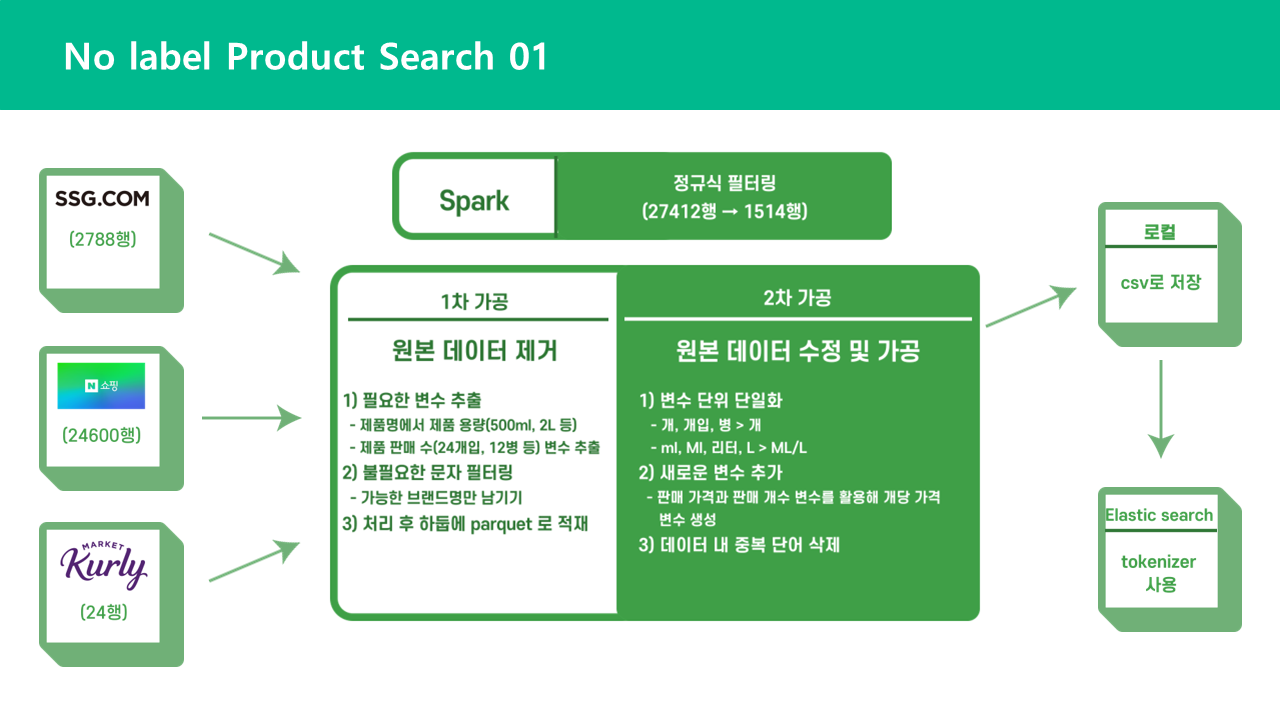 No label Product Search 01
SSG.COM
(2788행)
N 쇼핑
(24600행)
MARKET
Kurly
(24행)
Spark
정규식 필터링
(27412행 → 1514행)
1차 가공
원본 데이터 제거
1) 필요한 변수 추출
- 제품명에서 제품 용량(500ml, 2L 등)
- 제품 판매 수(24개입, 12병 등) 변수 추출
2) 불필요한 문자 필터링
- 가능한 브랜드명만 남기기
3) 처리 후 하둡에 parquet 로 적재
2차 가공
원본 데이터 수정 및 가공
1) 변수 단위 단일화
- 개, 개입, 병 > 개
- ml, Ml, 리터, L > ML/L
2) 새로운 변수 추가
- 판매 가격과 판매 개수 변수를 활용해 개당 가격
변수 생성
3) 데이터 내 중복 단어 삭제
로컬
csv로 저장
Elastic search
tokenizer
사용